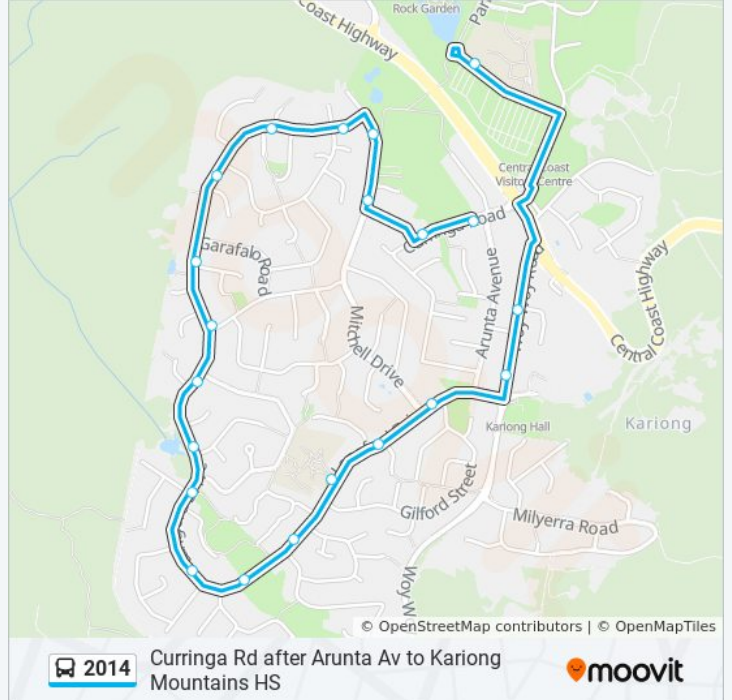 Rock Garden
Coast Highway
Central Coast
Visitor Centre
Road
Garafalo Road
Arunta Avenue
Mitchell Drive
Central Coast Highway
Kariong Hall
Kariong
Gilford Street
Milyerra Road
Way
© OpenStreetMap contributors | © OpenMapTiles
2014
Curringa Rd after Arunta Av to Kariong
Mountains HS
moovit